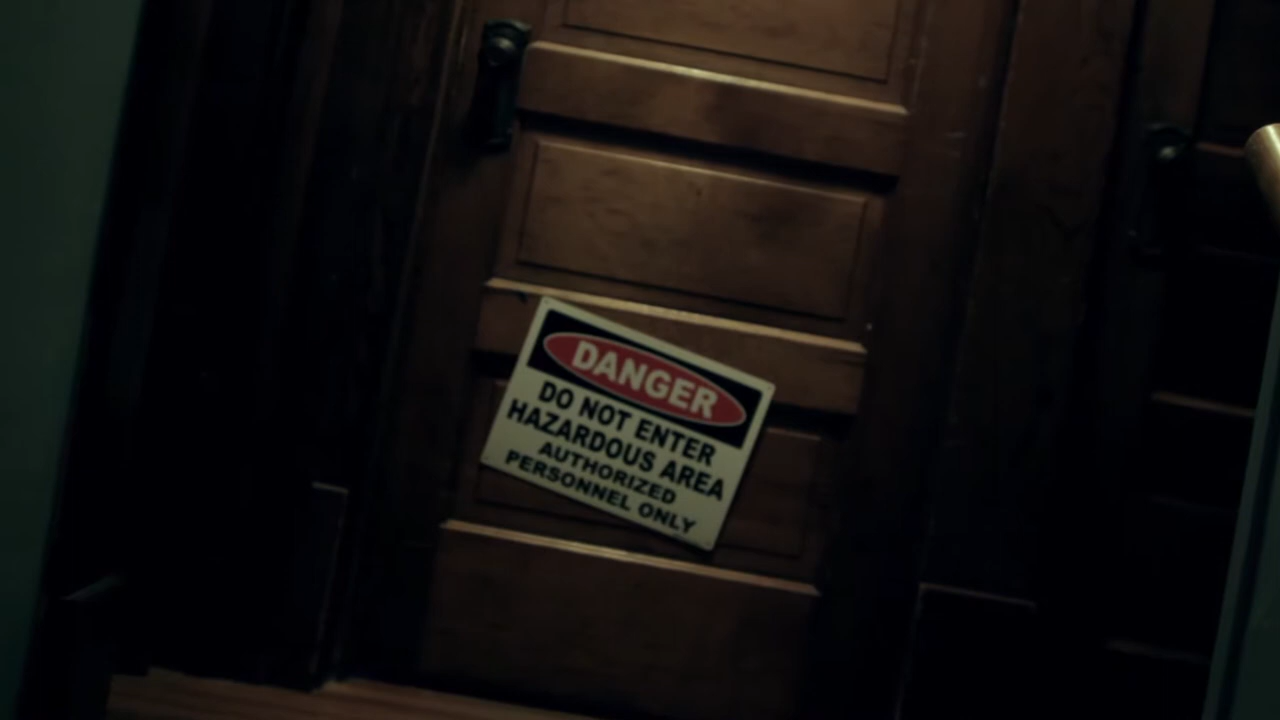 DANGER
DO NOT ENTER
HAZARDOUS AREA
AUTHORIZED
PERSONNEL ONLY